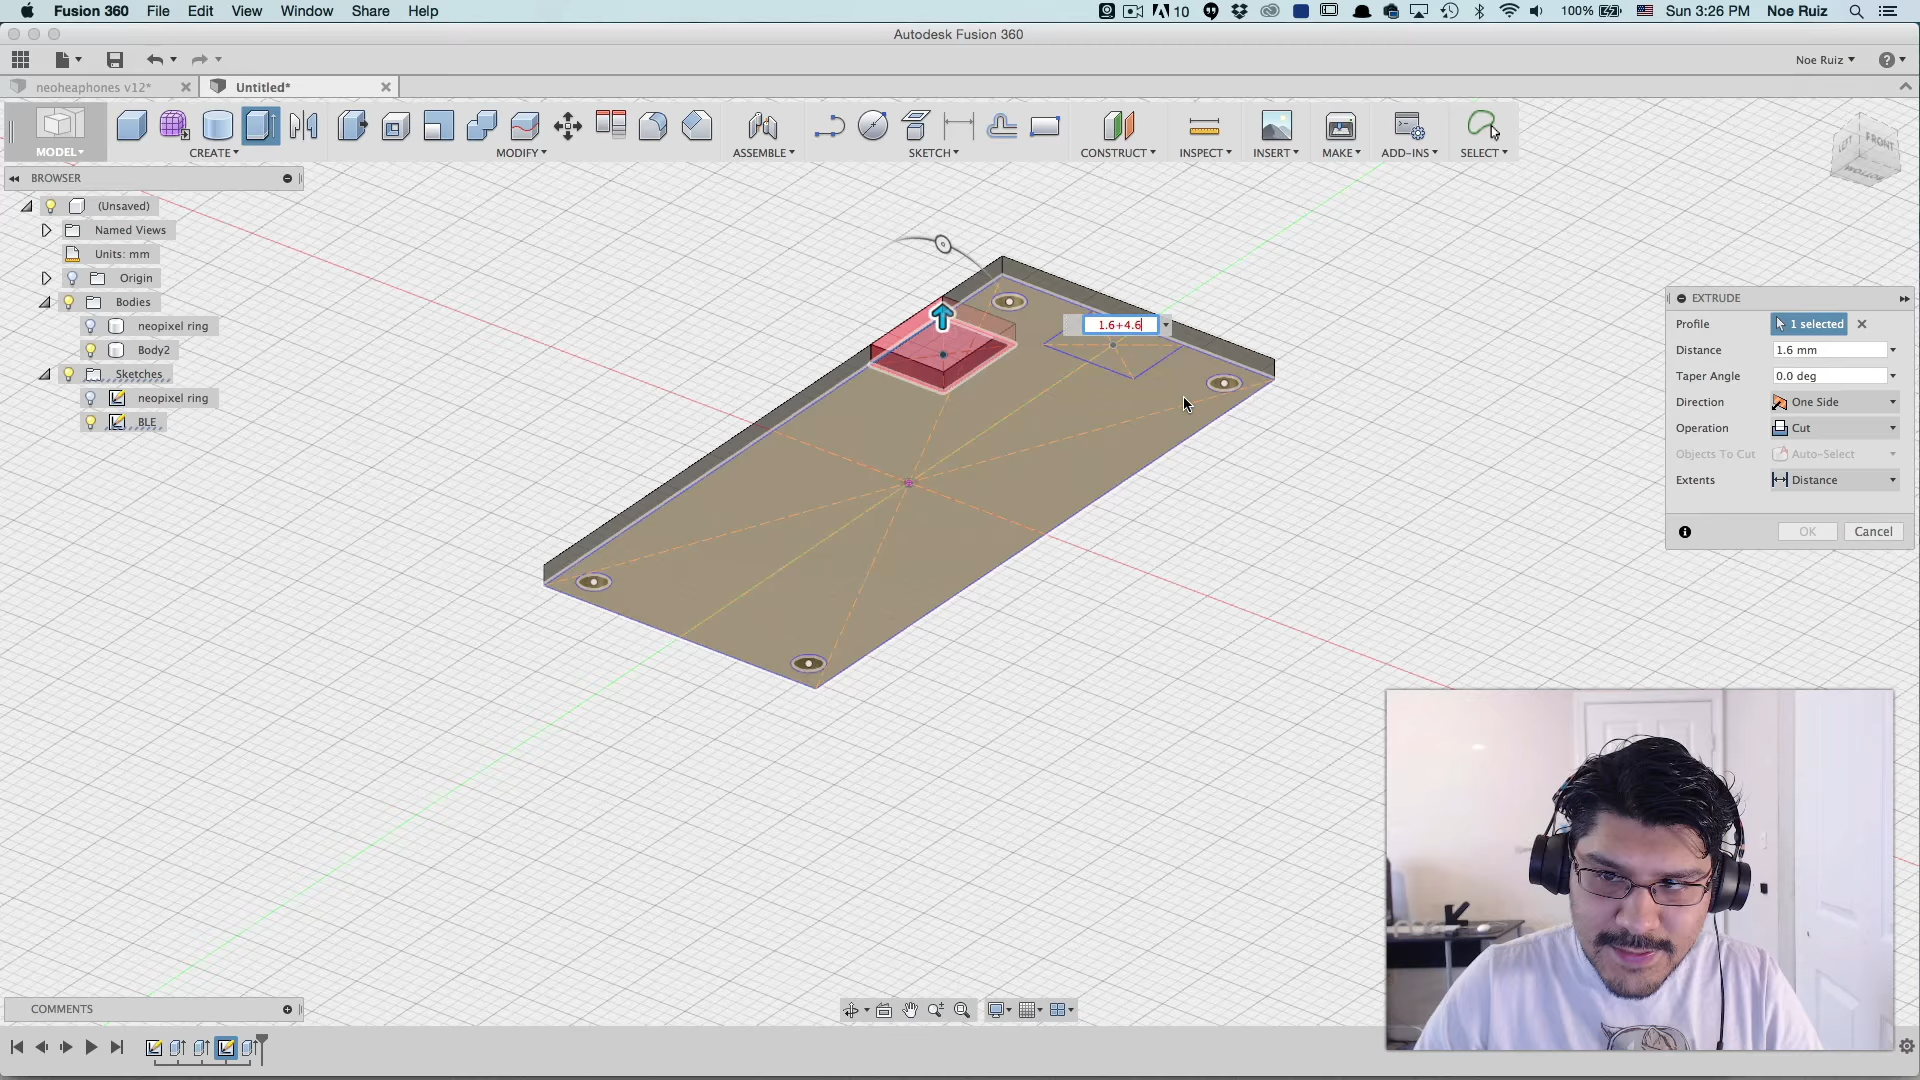 Fusion 360 File Edit View Window Share Help
10 100% Sun 3:26 PM Noe Ruiz
Autodesk Fusion 360
Noe Ruiz
neoheaphones v12*
Untitled*
MODEL
CREATE
MODIFY
ASSEMBLE
SKETCH
CONSTRUCT
INSPECT
INSERT
MAKE
ADD-INS
SELECT
LEFT
FRONT
BOTTOM
BROWSER
(Unsaved)
Named Views
Units: mm
Origin
Bodies
neopixel ring
Body2
Sketches
neopixel ring
BLE
1.6+4.6
EXTRUDE
Profile 1 selected
Distance 1.6 mm
Taper Angle 0.0 deg
Direction One Side
Operation Cut
Objects To Cut Auto-Select
Extents Distance
OK Cancel
COMMENTS